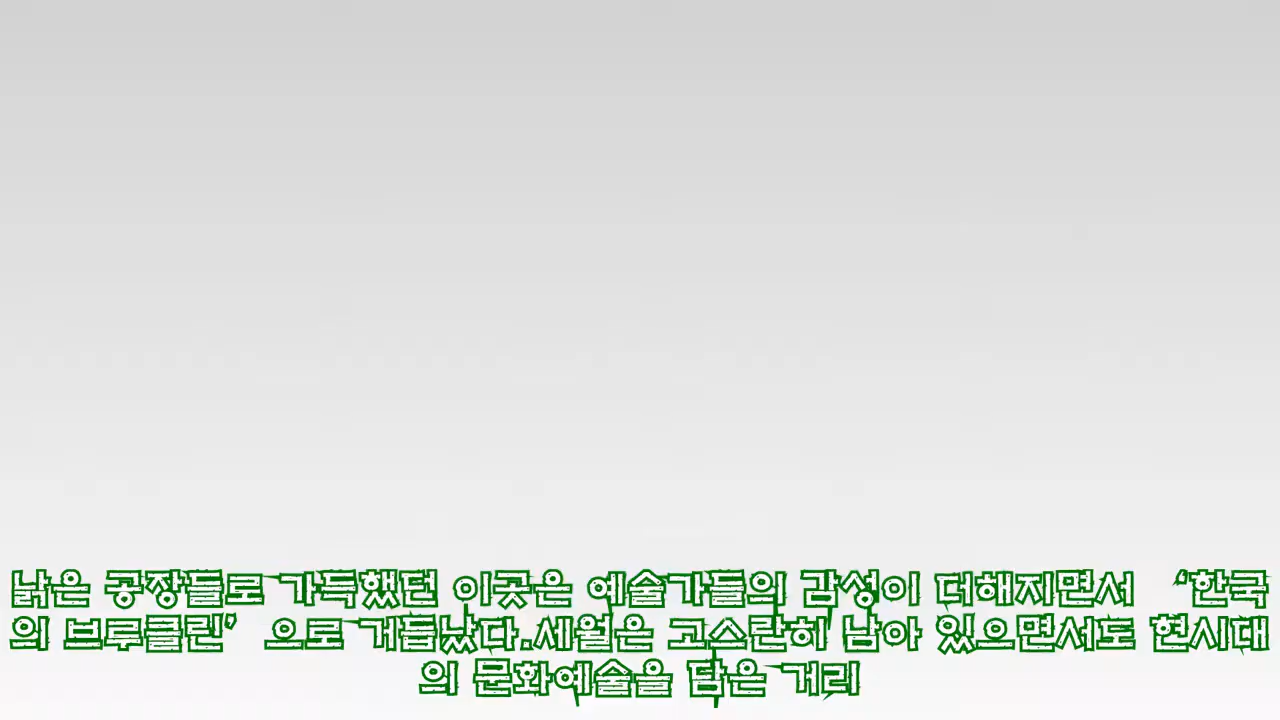 낡은 공장들로 가득했던 이곳은 예술가들의 감성이 더해지면서 ‘한국
의 브루클린’ 으로 거듭났다.세월은 고스란히 남아 있으면서도 현시대
의 문화예술을 담은 거리